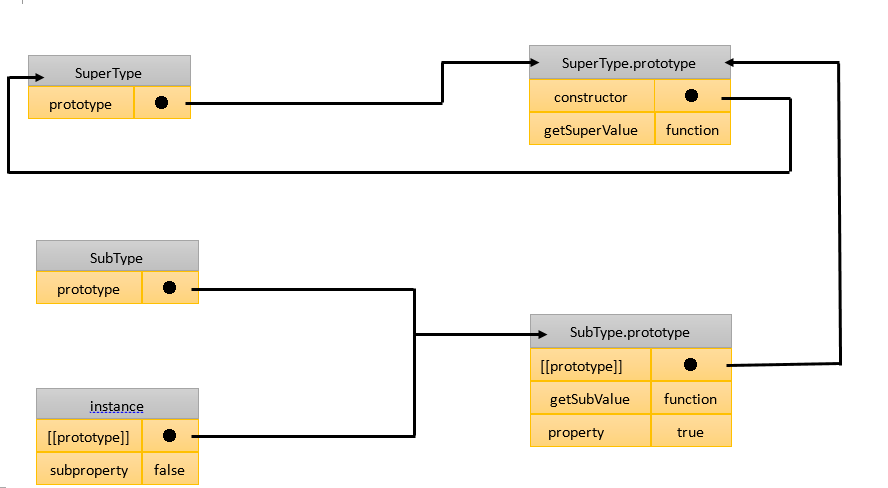 SuperType
prototype
SuperType.prototype
constructor
getSuperValue function
SubType
prototype
SubType.prototype
[[prototype]]
getSubValue function
property true
instance
[[prototype]]
subproperty false